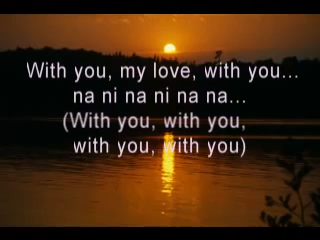 With you, my love, with you...
na ni na ni na na...
(With you, with you,
with you, with you)